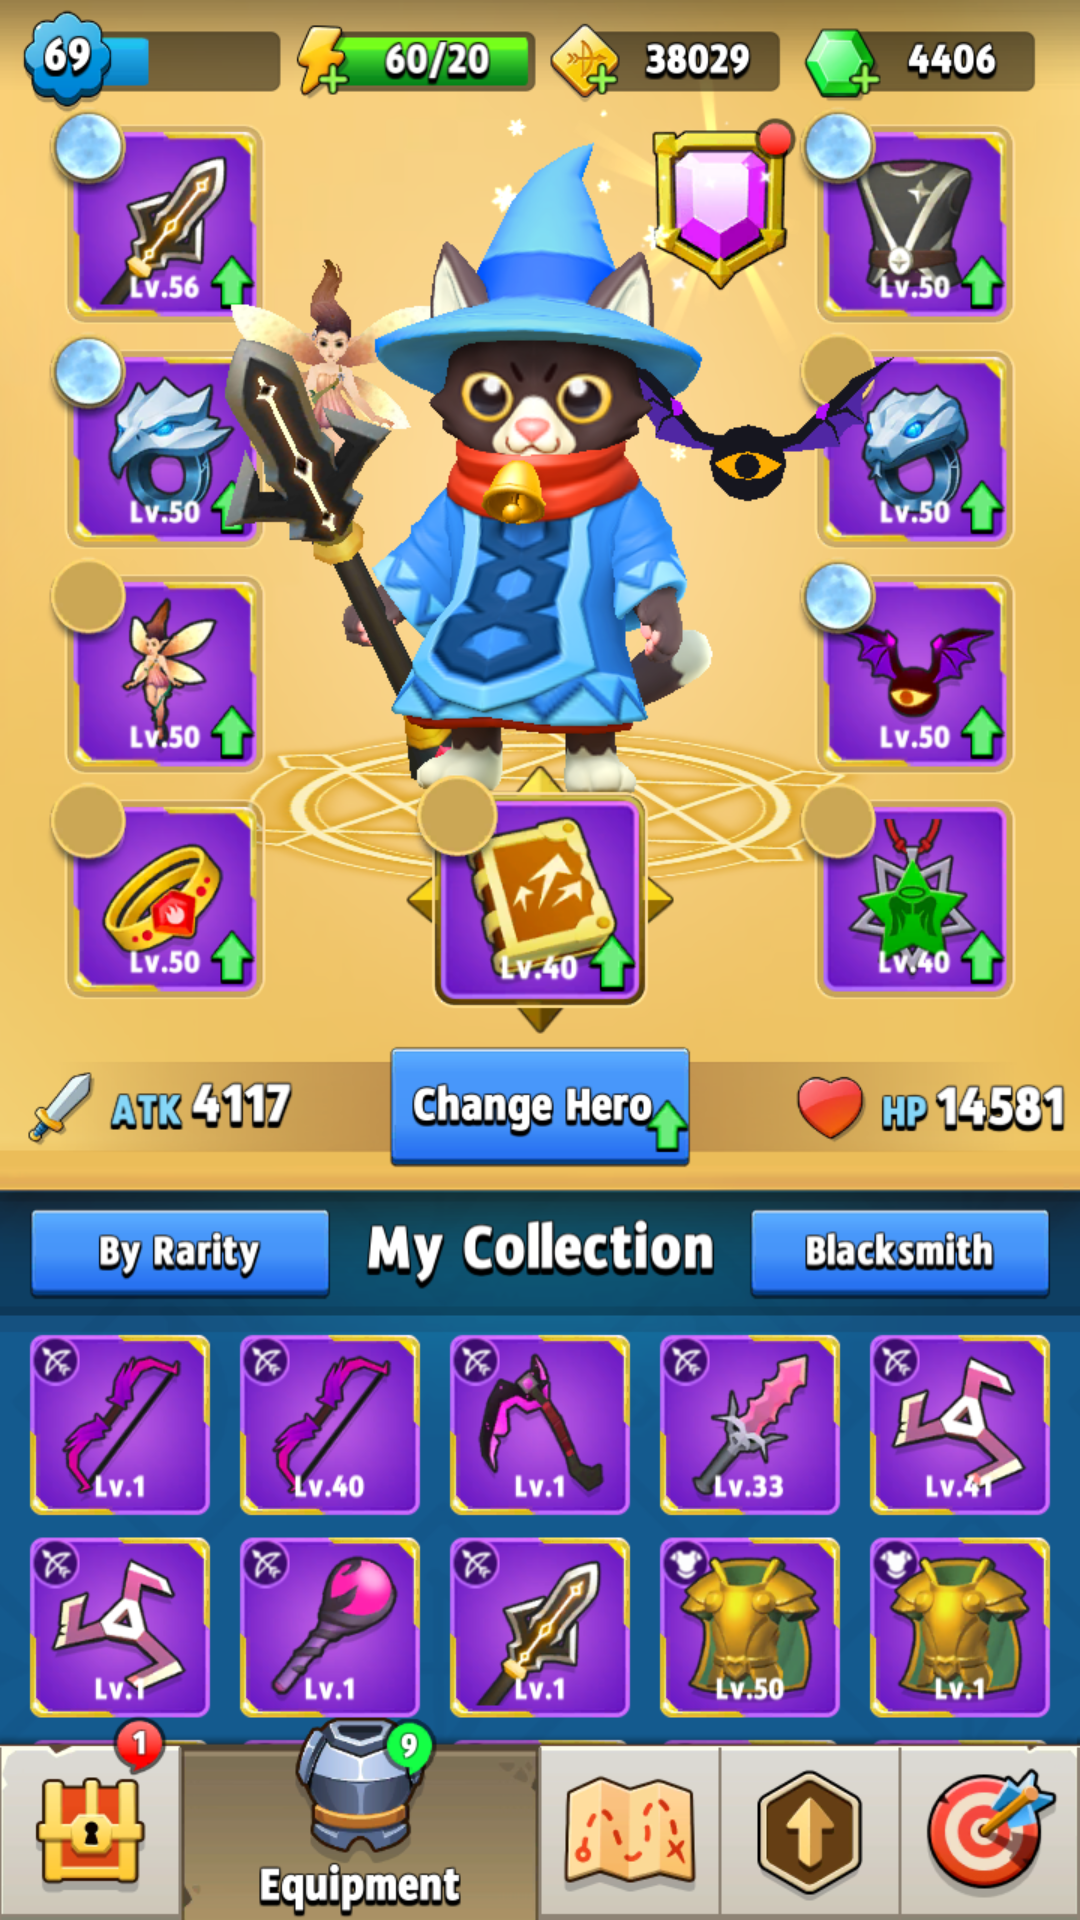 69
60/20
38029
4406
Lv.56
Lv.50
Lv.50
Lv.50
Lv.50
Lv.50
Lv.50
Lv.40
Lv.40
ATK 4117
Change Hero
HP 14581
By Rarity
My Collection
Blacksmith
Lv.1
Lv.40
Lv.1
Lv.33
Lv.41
Lv.1
Lv.1
Lv.1
Lv.50
Lv.1
1
9
Equipment